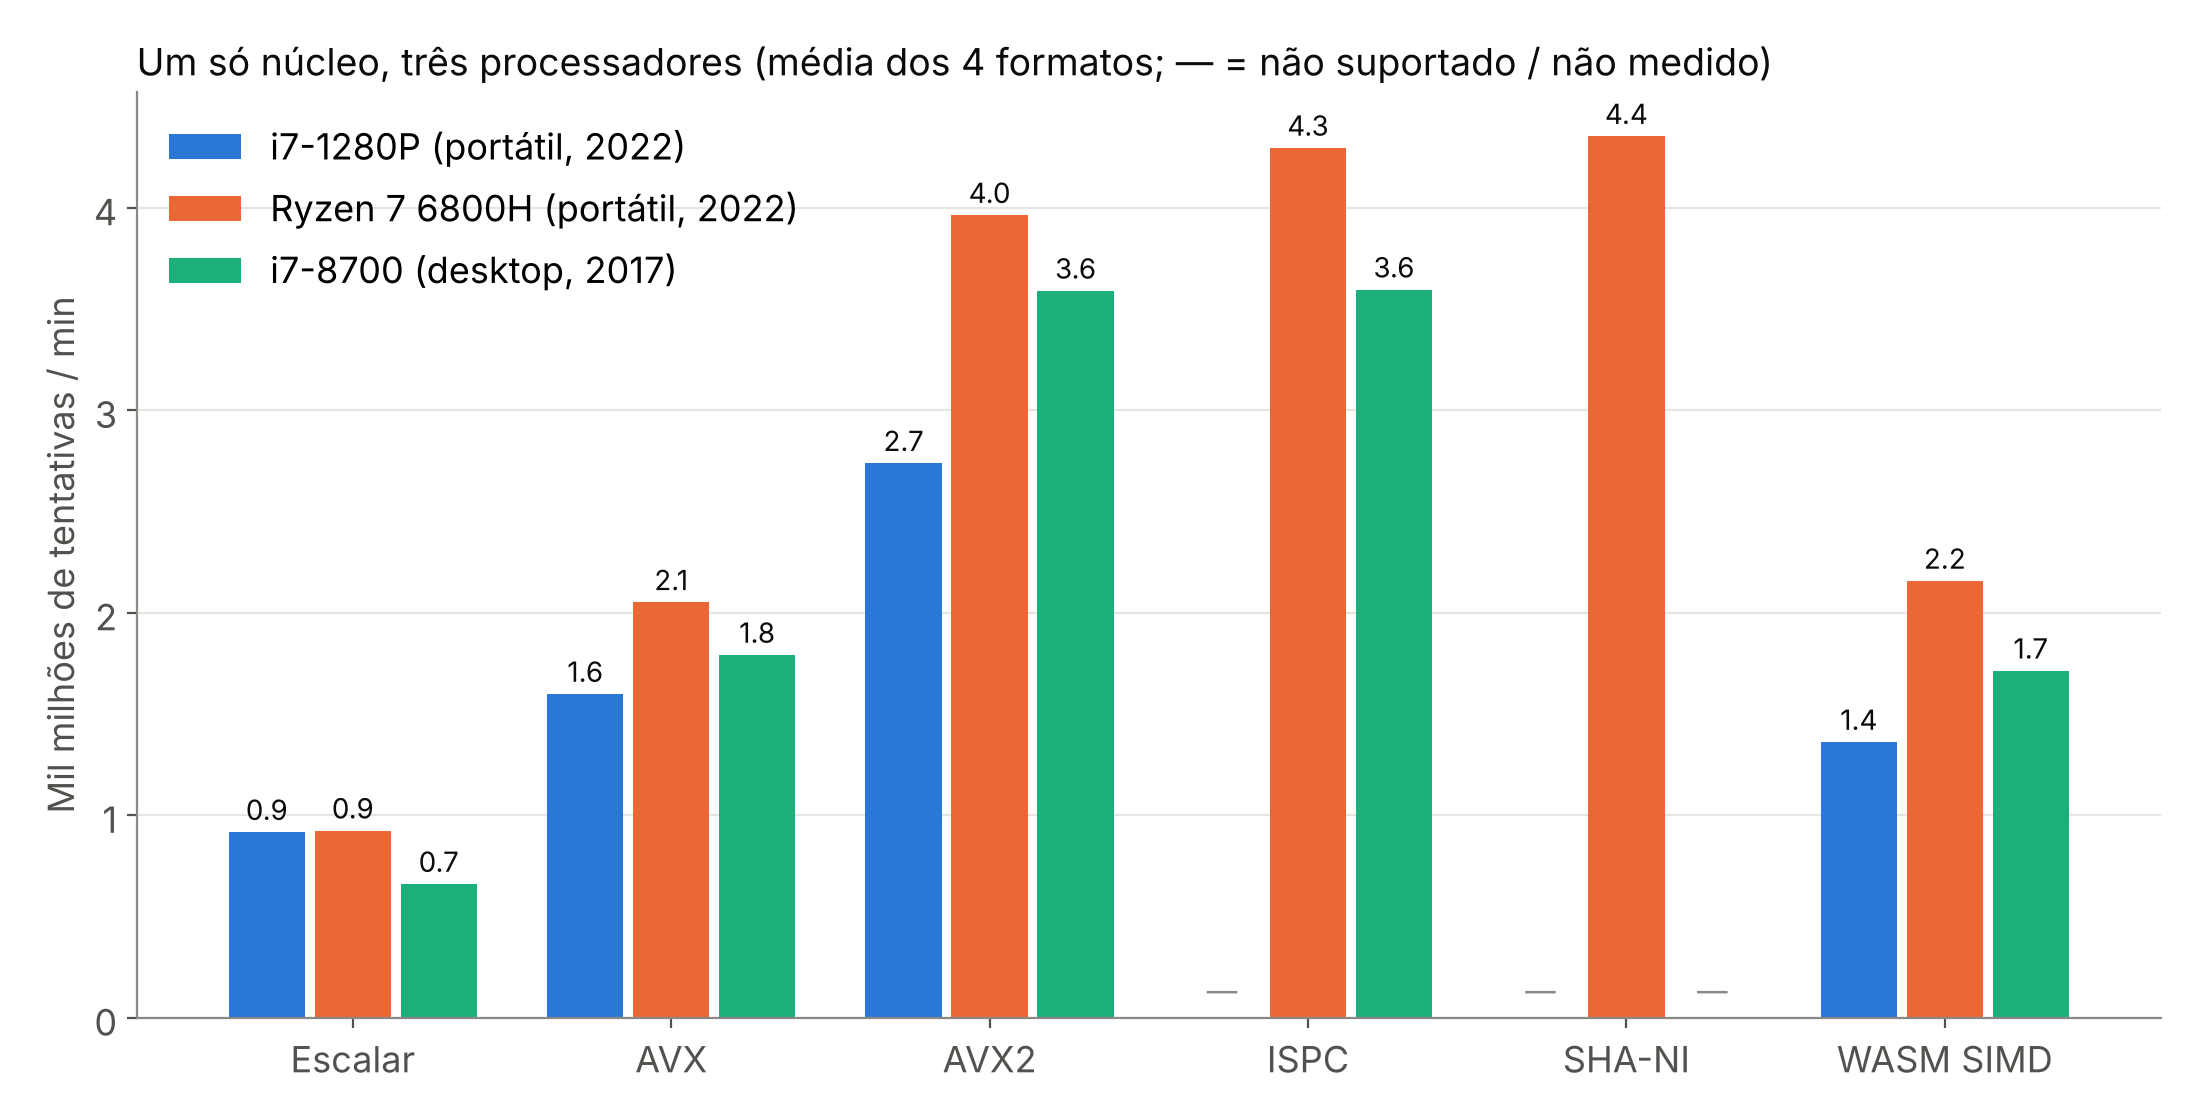 Um só núcleo, três processadores (média dos 4 formatos; — = não suportado / não medido)
i7-1280P (portátil, 2022)
Ryzen 7 6800H (portátil, 2022)
i7-8700 (desktop, 2017)
Mil milhões de tentativas / min
4
3
2
1
0
0.9 0.9 0.7
1.6 2.1 1.8
2.7 4.0 3.6
— 4.3 3.6
— 4.4 —
1.4 2.2 1.7
Escalar AVX AVX2 ISPC SHA-NI WASM SIMD